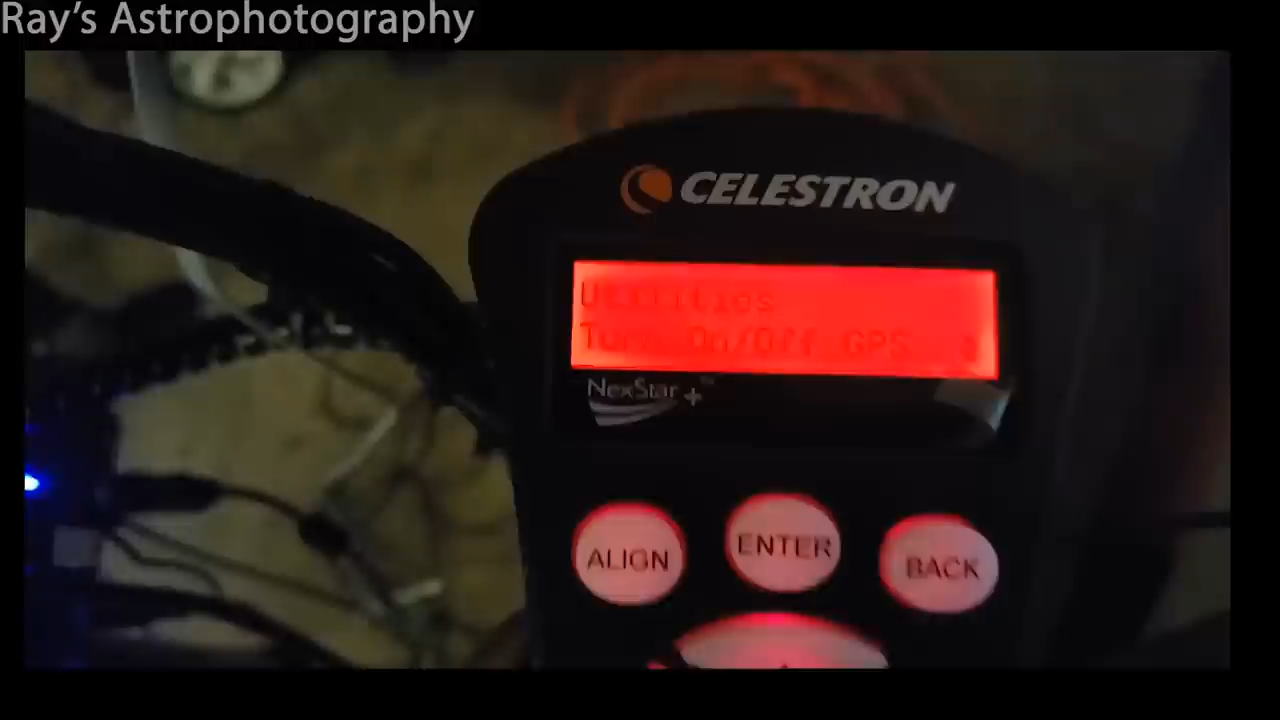 Ray's Astrophotography
CELESTRON
Utilities
Turn On/Off GPS
NexStar+
ALIGN
ENTER
BACK